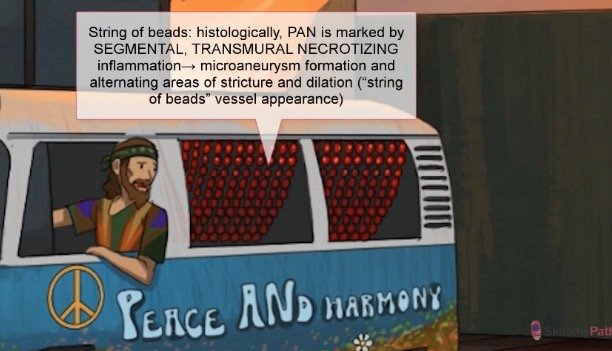 String of beads: histologically, PAN is marked by
SEGMENTAL, TRANSMURAL NECROTIZING
inflammation→ microaneurysm formation and
alternating areas of stricture and dilation (“string
of beads” vessel appearance)
PEACE AND HARMONY
SketchyPath